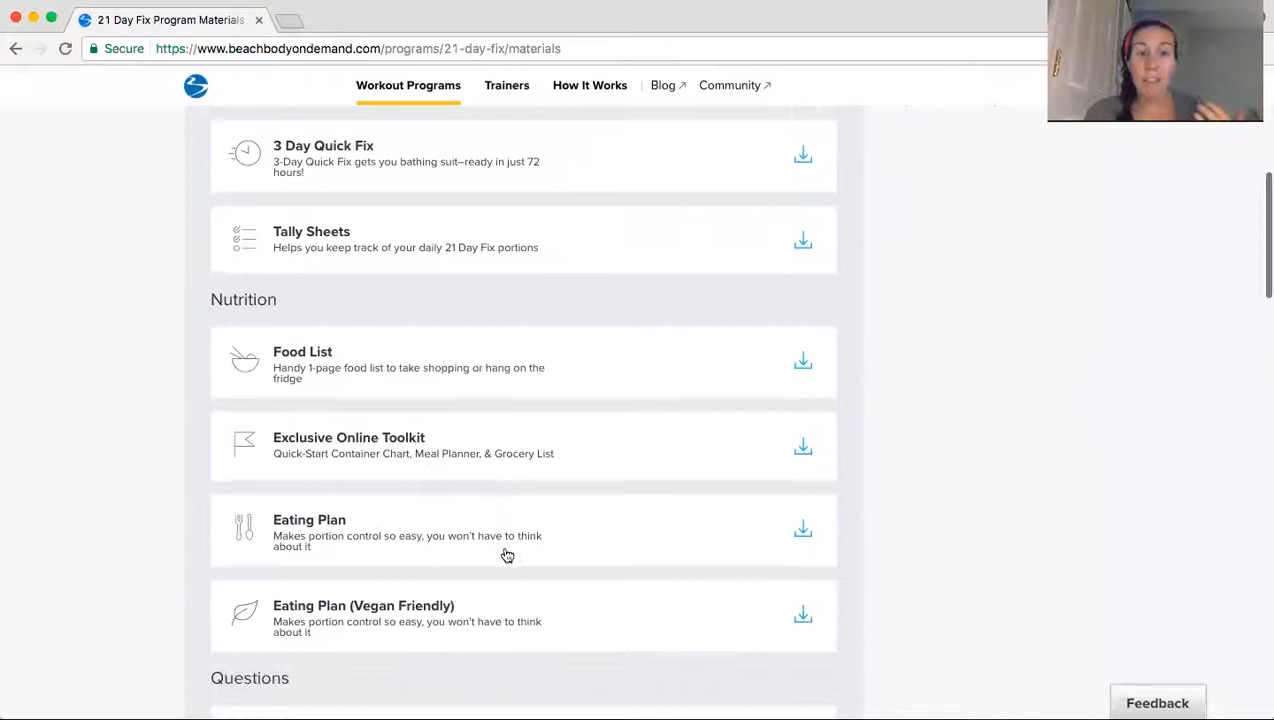 21 Day Fix Program Materials
Secure https://www.beachbodyondemand.com/programs/21-day-fix/materials
Workout Programs Trainers How It Works Blog Community
3 Day Quick Fix
3-Day Quick Fix gets you bathing suit–ready in just 72
hours!
Tally Sheets
Helps you keep track of your daily 21 Day Fix portions
Nutrition
Food List
Handy 1-page food list to take shopping or hang on the
fridge
Exclusive Online Toolkit
Quick-Start Container Chart, Meal Planner, & Grocery List
Eating Plan
Makes portion control so easy, you won't have to think
about it
Eating Plan (Vegan Friendly)
Makes portion control so easy, you won't have to think
about it
Questions
Feedback